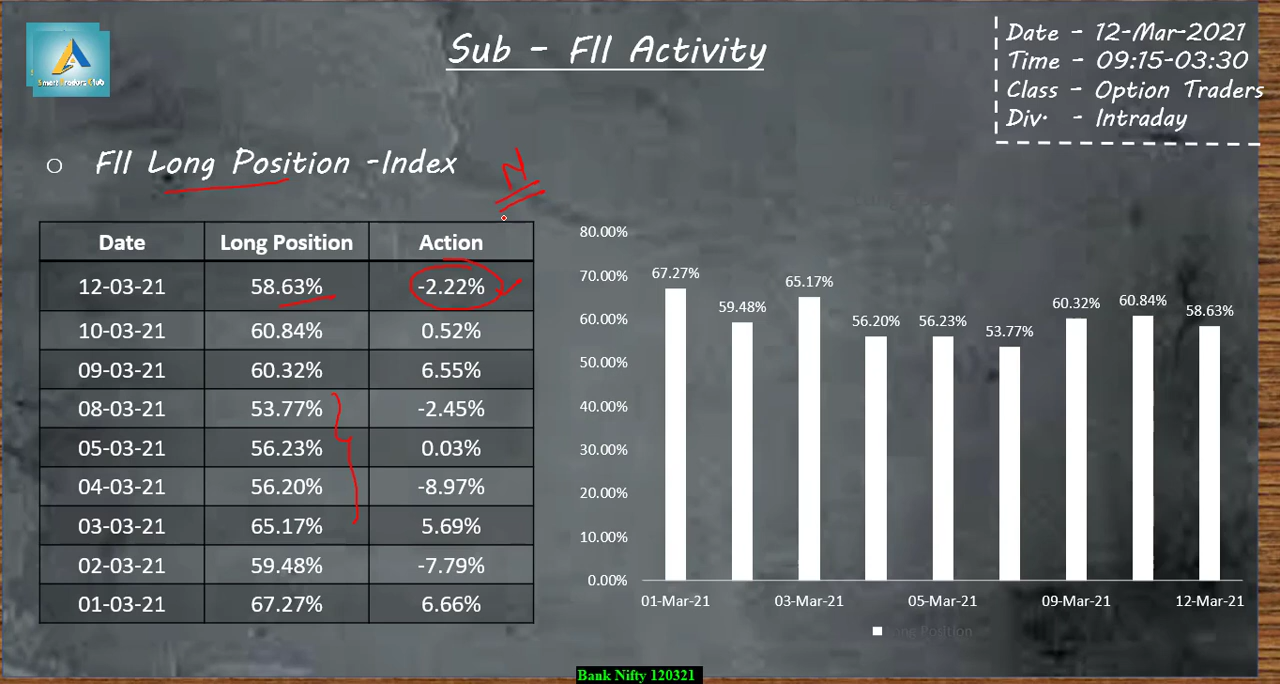 Smart Traders Club
Sub - FII Activity
Date - 12-Mar-2021
Time - 09:15-03:30
Class - Option Traders
Div. - Intraday
○ FII Long Position -Index
N
Date Long Position Action
12-03-21 58.63% -2.22%
10-03-21 60.84% 0.52%
09-03-21 60.32% 6.55%
08-03-21 53.77% -2.45%
05-03-21 56.23% 0.03%
04-03-21 56.20% -8.97%
03-03-21 65.17% 5.69%
02-03-21 59.48% -7.79%
01-03-21 67.27% 6.66%
80.00%
70.00%
60.00%
50.00%
40.00%
30.00%
20.00%
10.00%
0.00%
67.27% 59.48% 65.17% 56.20% 56.23% 53.77% 60.32% 60.84% 58.63%
01-Mar-21 03-Mar-21 05-Mar-21 09-Mar-21 12-Mar-21
Long Position
Bank Nifty 120321